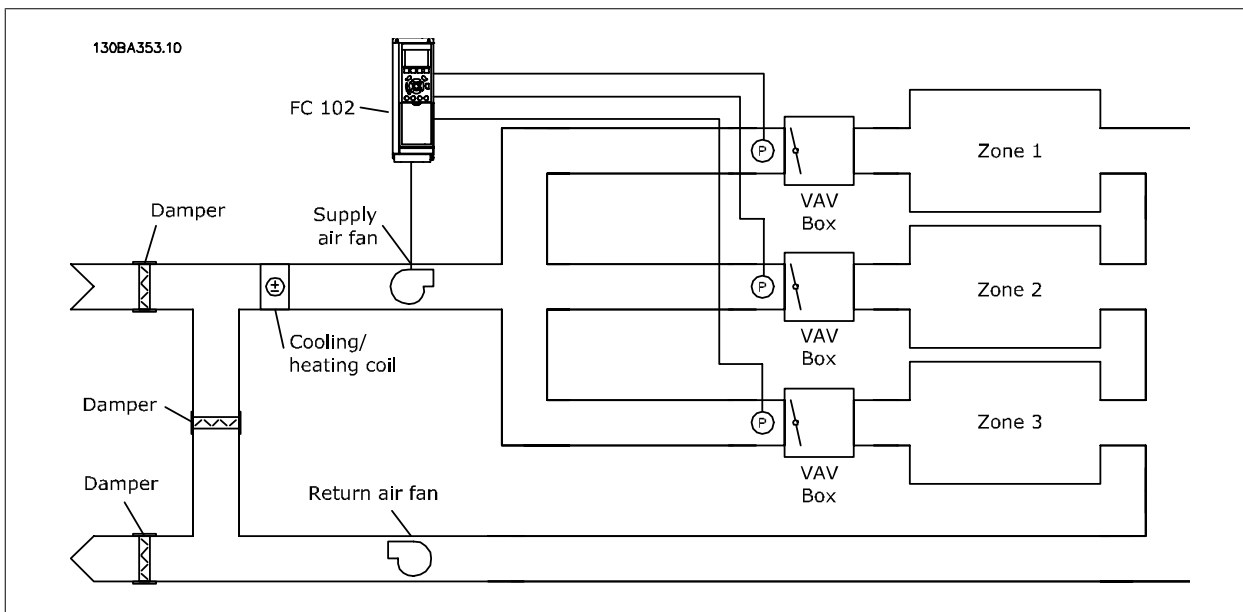 130BA353.10
FC 102
Damper
Supply
air fan
±
Cooling/
heating coil
Damper
Damper
Return air fan
P
VAV
Box
Zone 1
P
VAV
Box
Zone 2
P
VAV
Box
Zone 3